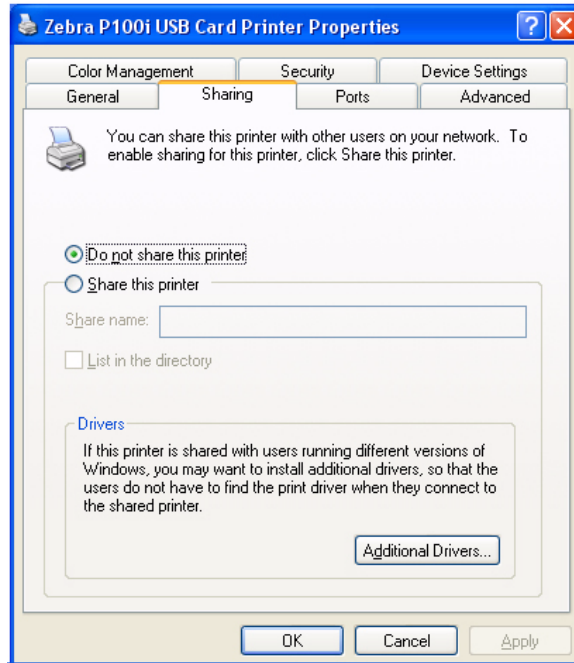 Zebra P100i USB Card Printer Properties
Color Management Security Device Settings
General Sharing Ports Advanced
You can share this printer with other users on your network. To
enable sharing for this printer, click Share this printer.
Do not share this printer
Share this printer
Share name:
List in the directory
Drivers
If this printer is shared with users running different versions of
Windows, you may want to install additional drivers, so that the
users do not have to find the print driver when they connect to
the shared printer.
Additional Drivers...
OK Cancel Apply